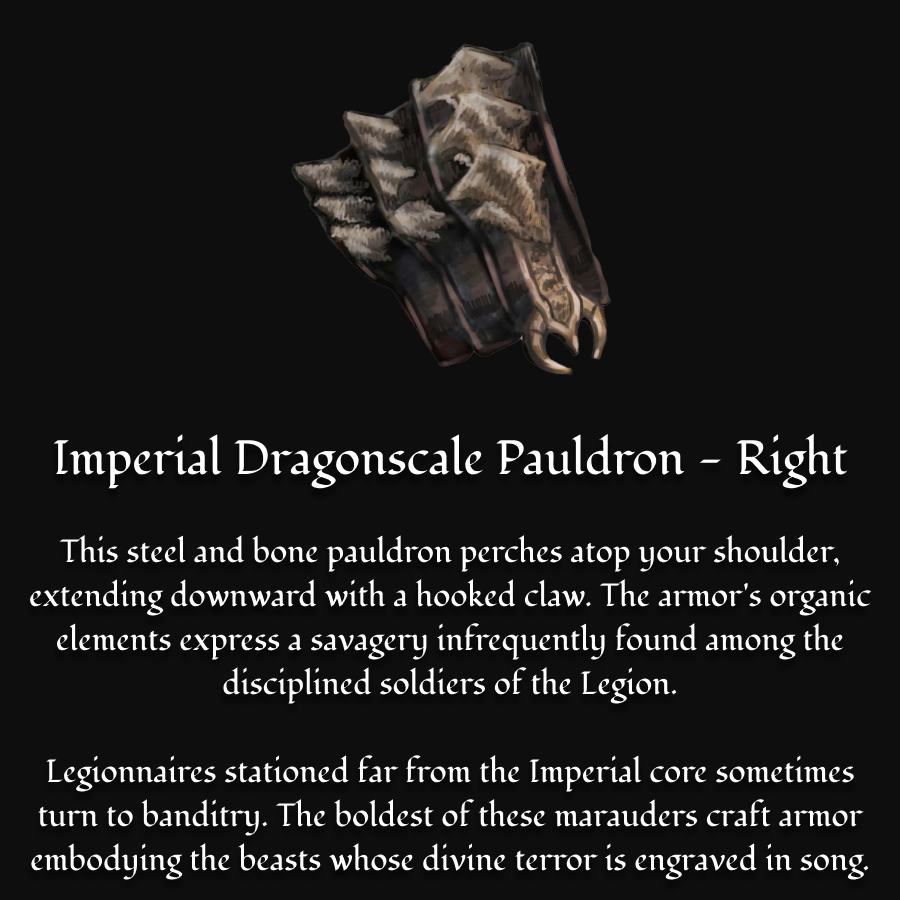 Imperial Dragonscale Pauldron - Right
This steel and bone pauldron perches atop your shoulder,
extending downward with a hooked claw. The armor's organic
elements express a savagery infrequently found among the
disciplined soldiers of the Legion.
Legionnaires stationed far from the Imperial core sometimes
turn to banditry. The boldest of these marauders craft armor
embodying the beasts whose divine terror is engraved in song.